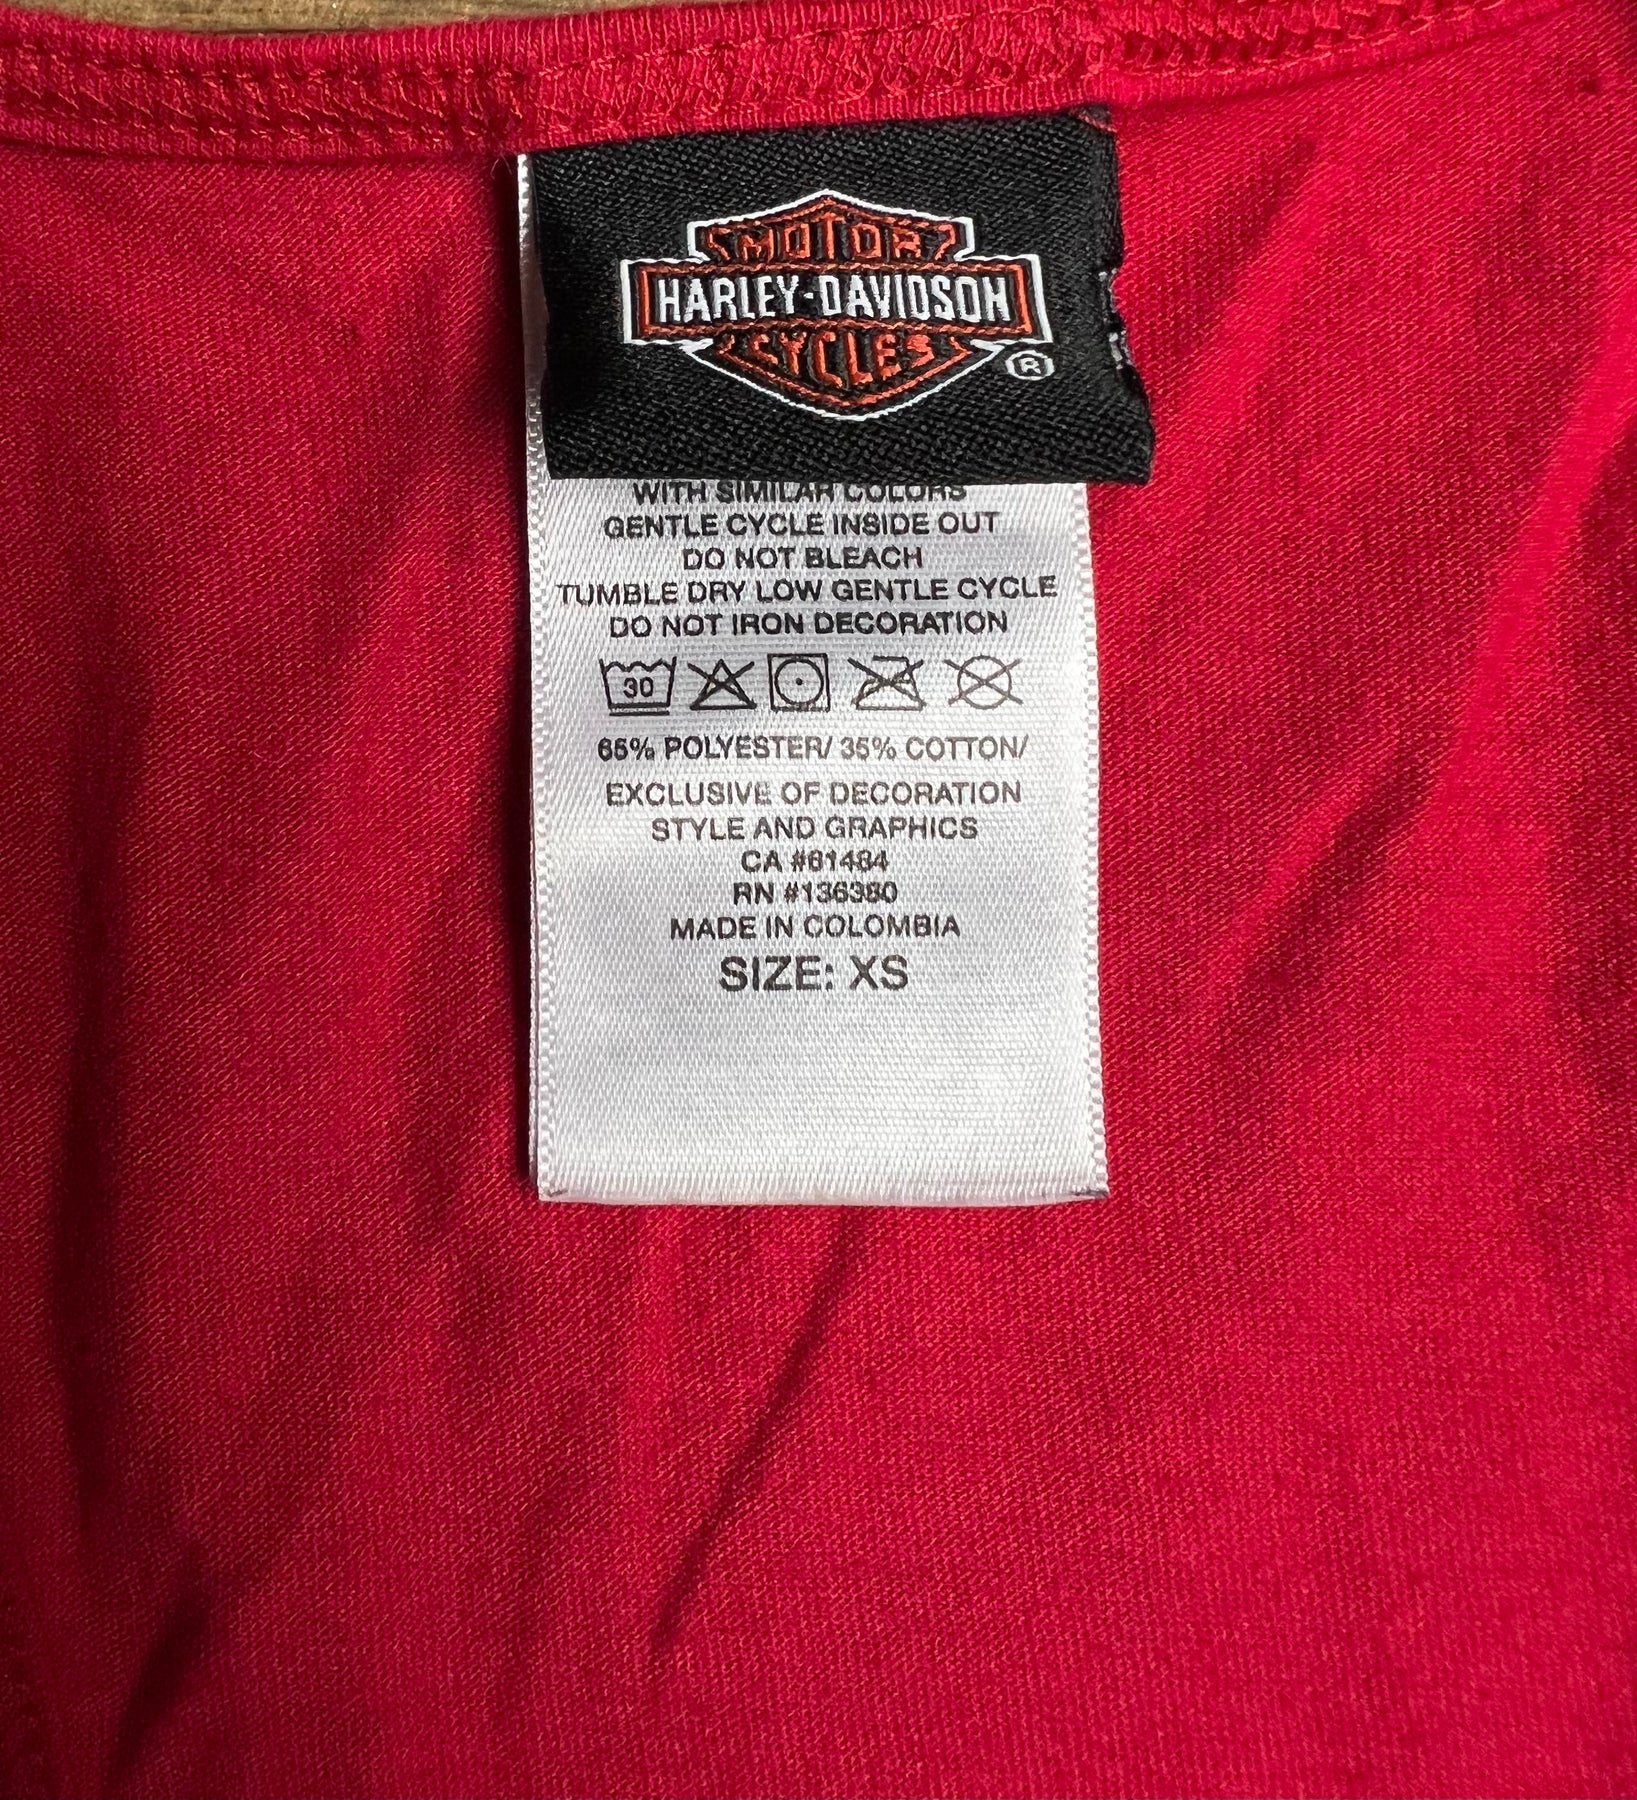 MOTOR
HARLEY-DAVIDSON
CYCLES
®
WITH SIMILAR COLORS
GENTLE CYCLE INSIDE OUT
DO NOT BLEACH
TUMBLE DRY LOW GENTLE CYCLE
DO NOT IRON DECORATION
30
65% POLYESTER/ 35% COTTON/
EXCLUSIVE OF DECORATION
STYLE AND GRAPHICS
CA #61484
RN #136380
MADE IN COLOMBIA
SIZE: XS